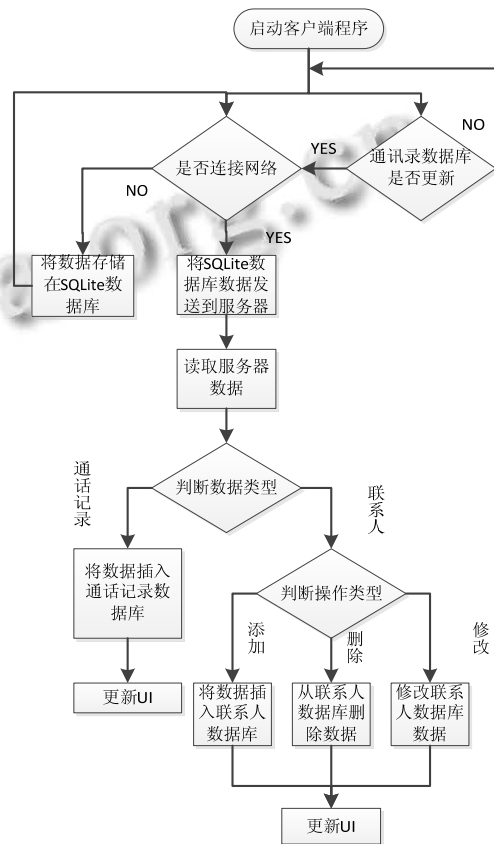 启动客户端程序
NO
YES
是否连接网络
通讯录数据库
是否更新
NO
YES
将数据存储
在SQLite数
据库
将SQLite数
据库数据发
送到服务器
读取服务器
数据
判断数据类型
通话记录
联系人
将数据插入
通话记录数
据库
判断操作类型
添加
删除
修改
更新UI
将数据插
入联系人
数据库
从联系人
数据库删
除数据
修改联系
人数据库
数据
更新UI